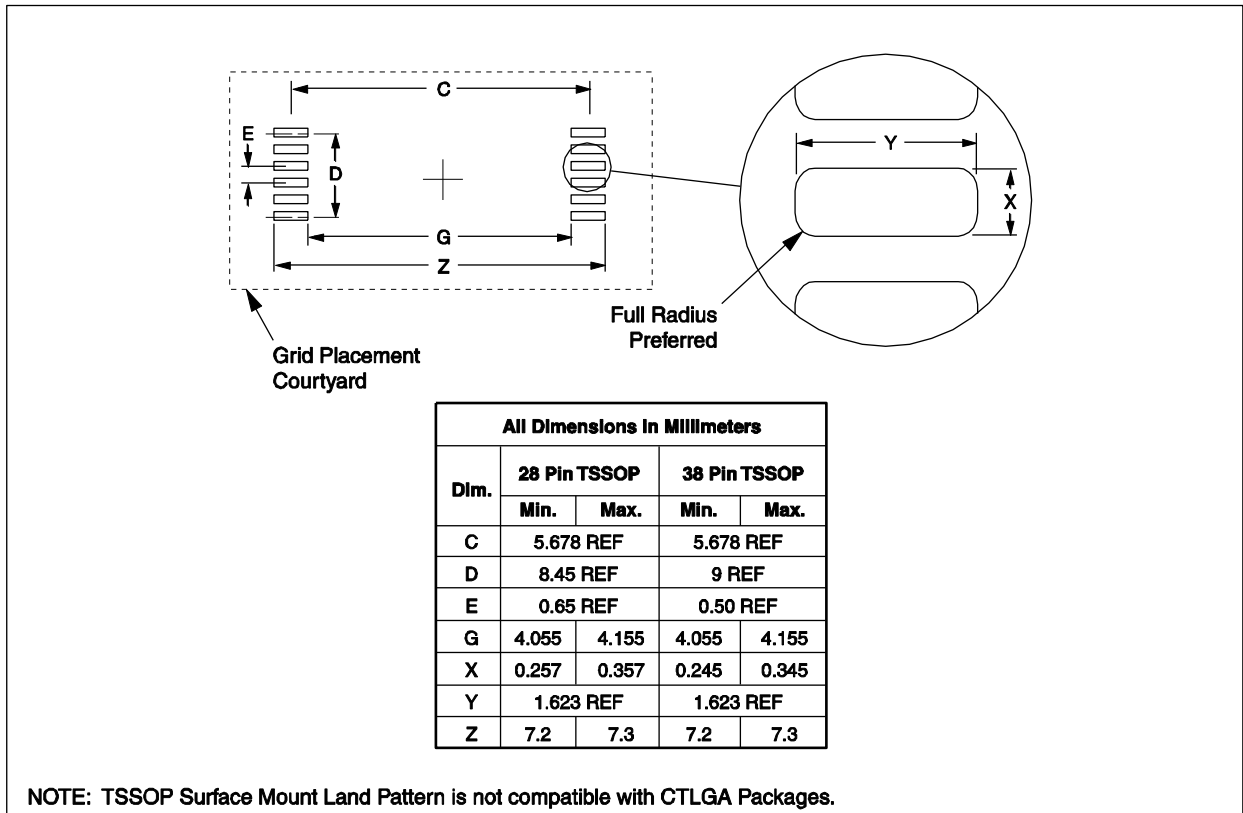 C
E
D
G
Z
Y
X
Grid Placement
Courtyard
Full Radius
Preferred
All Dimensions in Millimeters
Dim. 28 Pin TSSOP 38 Pin TSSOP
Min. Max. Min. Max.
C 5.678 REF 5.678 REF
D 8.45 REF 9 REF
E 0.65 REF 0.50 REF
G 4.055 4.155 4.055 4.155
X 0.257 0.357 0.245 0.345
Y 1.623 REF 1.623 REF
Z 7.2 7.3 7.2 7.3
NOTE: TSSOP Surface Mount Land Pattern is not compatible with CTLGA Packages.